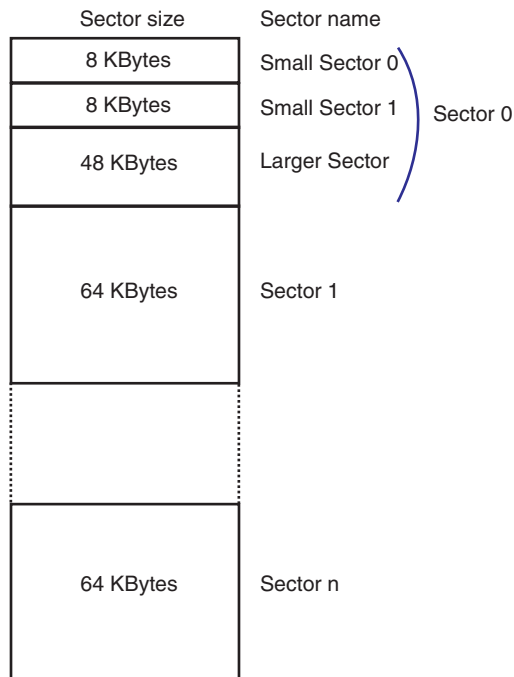 Sector size Sector name
8 KBytes Small Sector 0
8 KBytes Small Sector 1 Sector 0
48 KBytes Larger Sector
64 KBytes Sector 1
64 KBytes Sector n